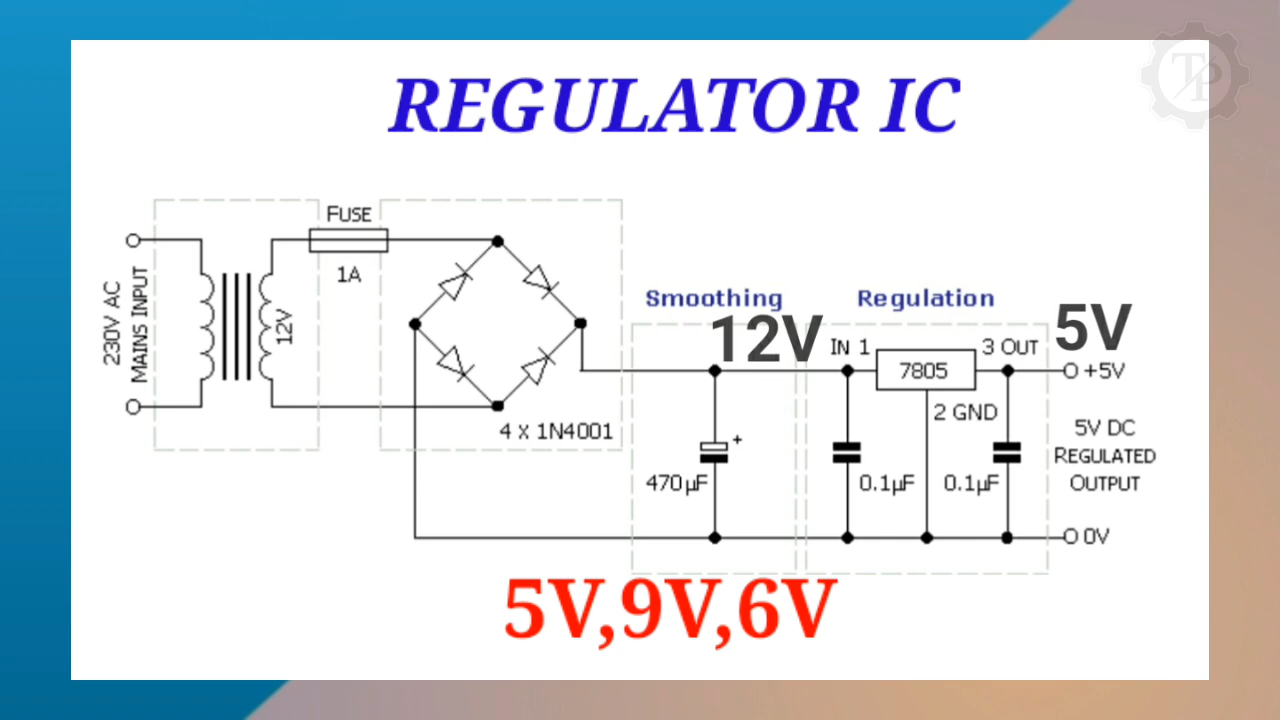 TP
REGULATOR IC
FUSE
1A
230V AC
MAINS INPUT
12V
4 x 1N4001
Smoothing
Regulation
12V
5V
IN 1
7805
3 OUT
+5V
2 GND
+
470µF
0.1µF
0.1µF
5V DC
REGULATED
OUTPUT
0V
5V,9V,6V